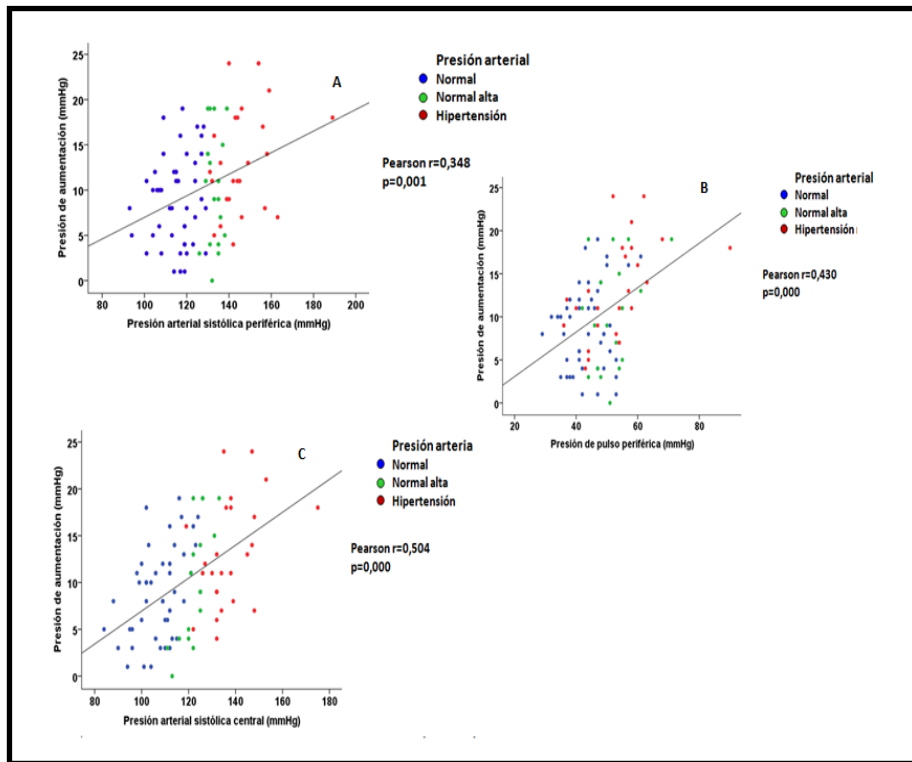 A
Presión arterial
Normal
Normal alta
Hipertensión
Pearson r=0,348
p=0,001
Presión de aumentación (mmHg)
25
20
15
10
5
0
80 100 120 140 160 180 200
Presión arterial sistólica periférica (mmHg)
B
Presión arterial
Normal
Normal alta
Hipertensión
Pearson r=0,430
p=0,000
Presión de aumentación (mmHg)
25
20
15
10
5
0
20 40 60 80
Presión de pulso periférica (mmHg)
C
Presión arteria
Normal
Normal alta
Hipertensión
Pearson r=0,504
p=0,000
Presión de aumentación (mmHg)
25
20
15
10
5
0
80 100 120 140 160 180
Presión arterial sistólica central (mmHg)